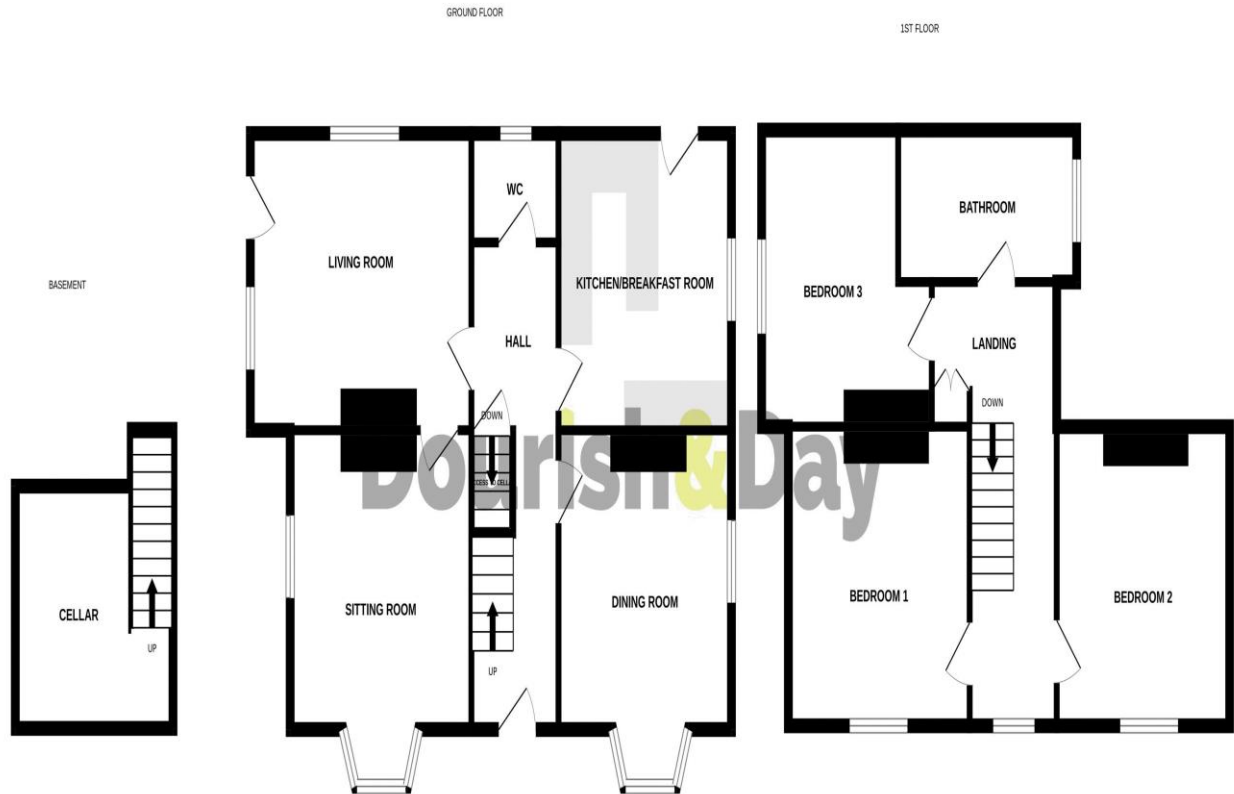 GROUND FLOOR
1ST FLOOR
BASEMENT
WC
LIVING ROOM
KITCHEN/BREAKFAST ROOM
HALL
DOWN
SITTING ROOM
DINING ROOM
UP
CELLAR
UP
BATHROOM
BEDROOM 3
LANDING
DOWN
BEDROOM 1
BEDROOM 2
Dourish&Day